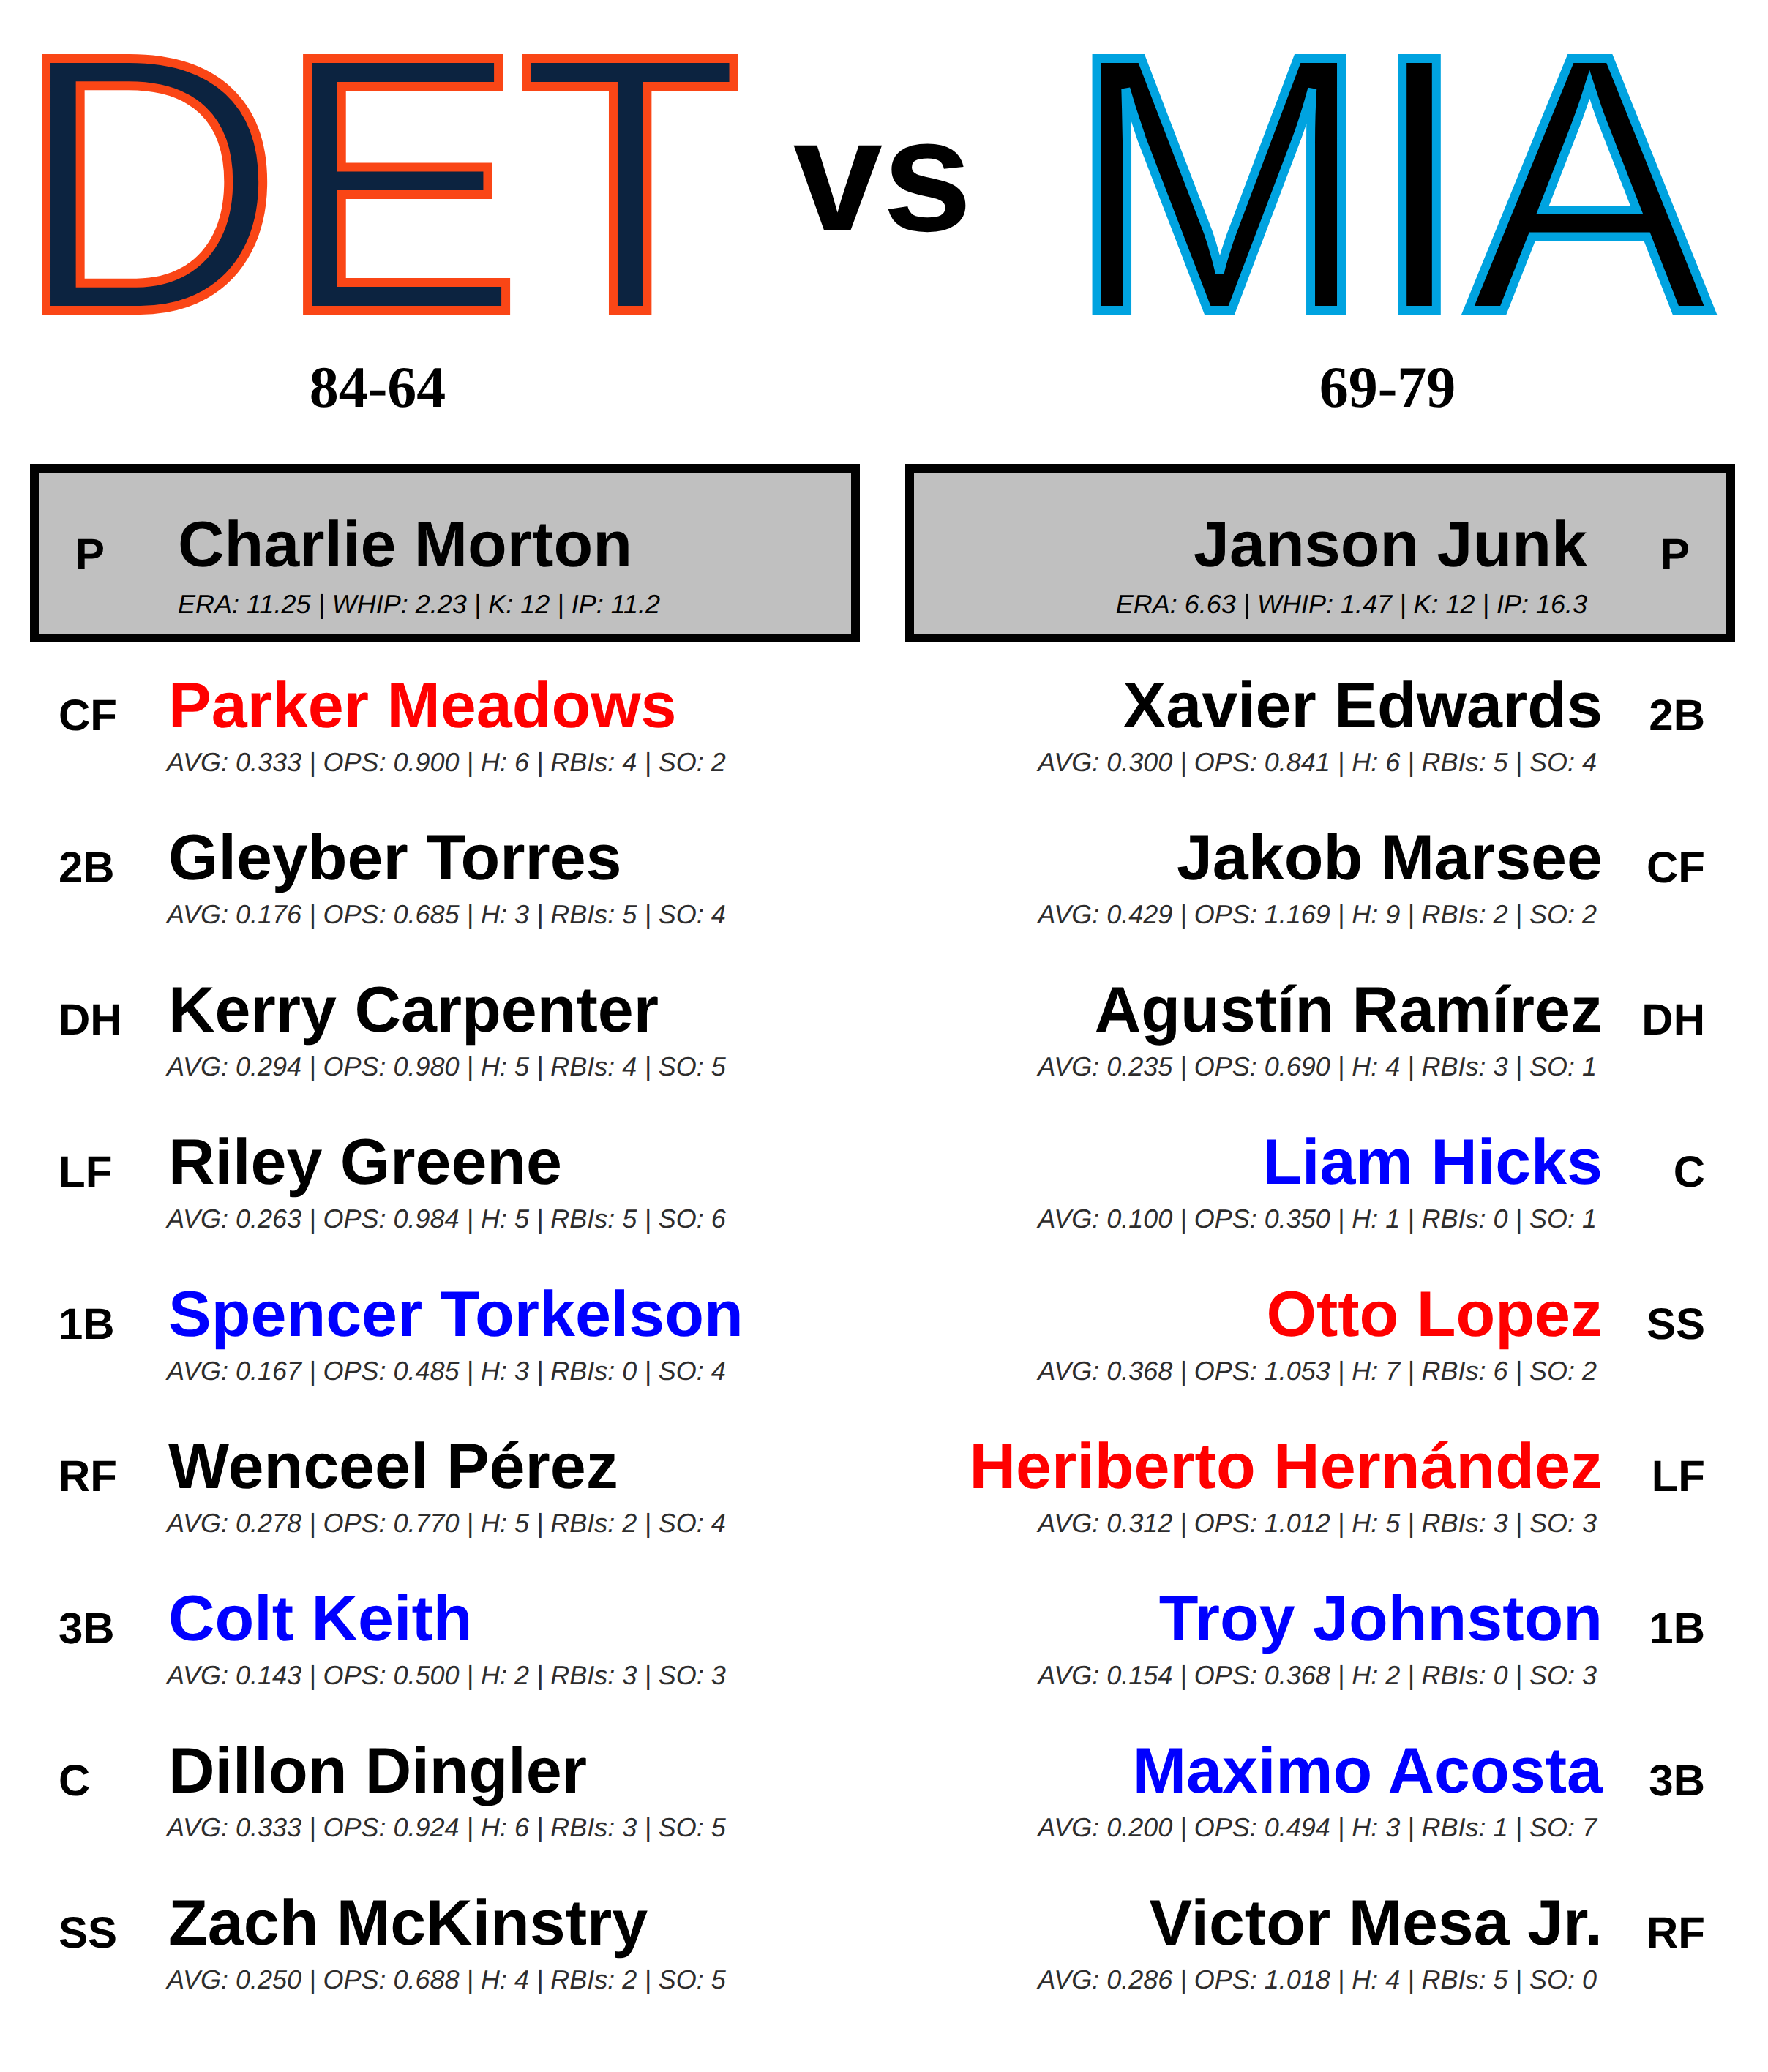 DET vs MIA
84-64 69-79
P Charlie Morton Janson Junk P
ERA: 11.25 | WHIP: 2.23 | K: 12 | IP: 11.2 ERA: 6.63 | WHIP: 1.47 | K: 12 | IP: 16.3
CF Parker Meadows Xavier Edwards 2B
AVG: 0.333 | OPS: 0.900 | H: 6 | RBIs: 4 | SO: 2 AVG: 0.300 | OPS: 0.841 | H: 6 | RBIs: 5 | SO: 4
2B Gleyber Torres Jakob Marsee CF
AVG: 0.176 | OPS: 0.685 | H: 3 | RBIs: 5 | SO: 4 AVG: 0.429 | OPS: 1.169 | H: 9 | RBIs: 2 | SO: 2
DH Kerry Carpenter Agustín Ramírez DH
AVG: 0.294 | OPS: 0.980 | H: 5 | RBIs: 4 | SO: 5 AVG: 0.235 | OPS: 0.690 | H: 4 | RBIs: 3 | SO: 1
LF Riley Greene Liam Hicks C
AVG: 0.263 | OPS: 0.984 | H: 5 | RBIs: 5 | SO: 6 AVG: 0.100 | OPS: 0.350 | H: 1 | RBIs: 0 | SO: 1
1B Spencer Torkelson Otto Lopez SS
AVG: 0.167 | OPS: 0.485 | H: 3 | RBIs: 0 | SO: 4 AVG: 0.368 | OPS: 1.053 | H: 7 | RBIs: 6 | SO: 2
RF Wenceel Pérez Heriberto Hernández LF
AVG: 0.278 | OPS: 0.770 | H: 5 | RBIs: 2 | SO: 4 AVG: 0.312 | OPS: 1.012 | H: 5 | RBIs: 3 | SO: 3
3B Colt Keith Troy Johnston 1B
AVG: 0.143 | OPS: 0.500 | H: 2 | RBIs: 3 | SO: 3 AVG: 0.154 | OPS: 0.368 | H: 2 | RBIs: 0 | SO: 3
C Dillon Dingler Maximo Acosta 3B
AVG: 0.333 | OPS: 0.924 | H: 6 | RBIs: 3 | SO: 5 AVG: 0.200 | OPS: 0.494 | H: 3 | RBIs: 1 | SO: 7
SS Zach McKinstry Victor Mesa Jr. RF
AVG: 0.250 | OPS: 0.688 | H: 4 | RBIs: 2 | SO: 5 AVG: 0.286 | OPS: 1.018 | H: 4 | RBIs: 5 | SO: 0